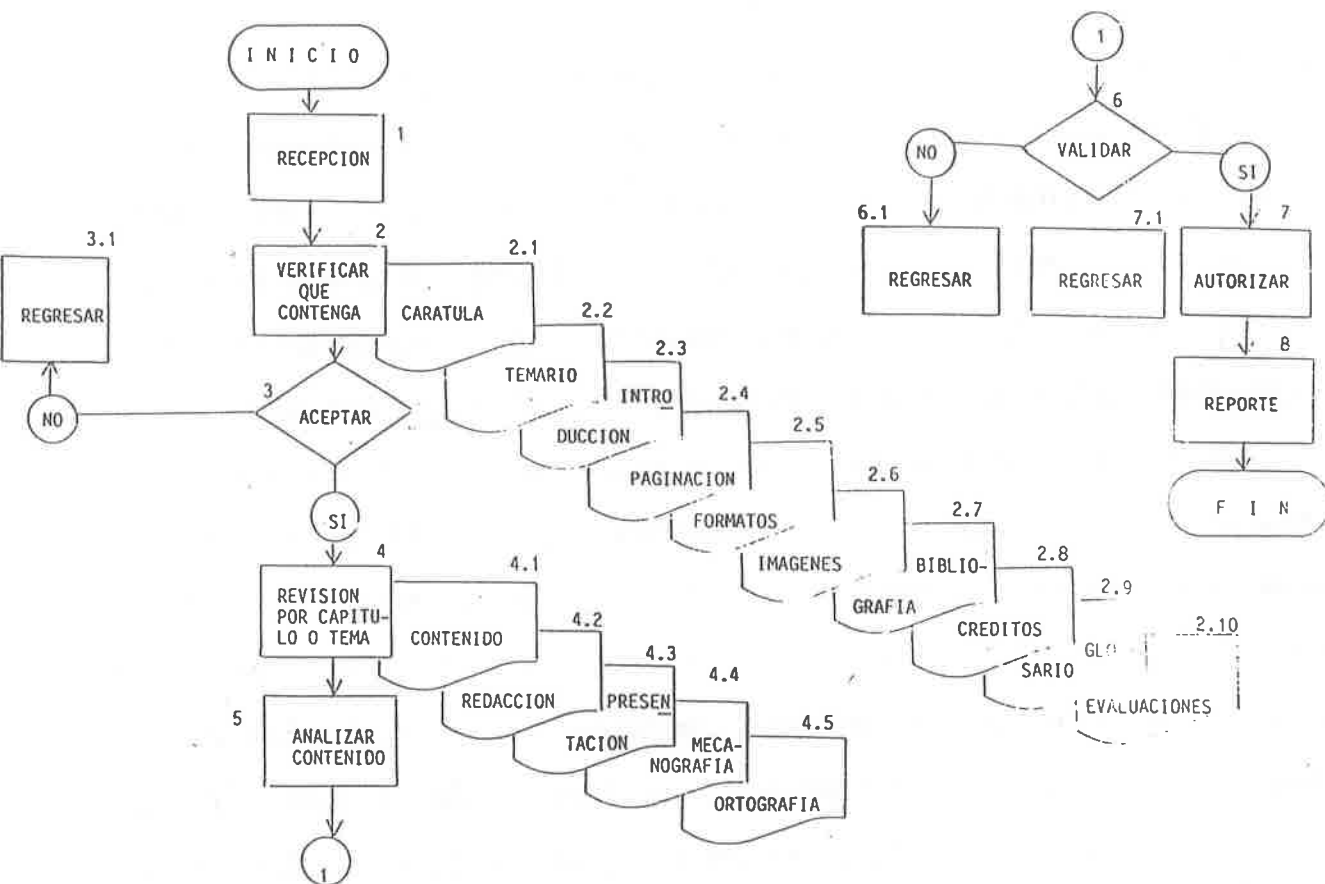 I N I C I O
1
RECEPCION
2
VERIFICAR
QUE
CONTENGA
2.1
CARATULA
2.2
TEMARIO
2.3
INTRO
DUCCION
2.4
PAGINACION
2.5
FORMATOS
2.6
IMAGENES
2.7
BIBLIO-
GRAFIA
2.8
CREDITOS
2.9
SARIO
2.10
EVALUACIONES
3
ACEPTAR
NO
3.1
REGRESAR
SI
4
REVISION
POR CAPITU-
LO O TEMA
4.1
CONTENIDO
4.2
REDACCION
4.3
PRESEN
TACION
4.4
MECA-
NOGRAFIA
4.5
ORTOGRAFIA
5
ANALIZAR
CONTENIDO
1
1
6
VALIDAR
NO
SI
6.1
REGRESAR
7.1
REGRESAR
7
AUTORIZAR
8
REPORTE
F I N